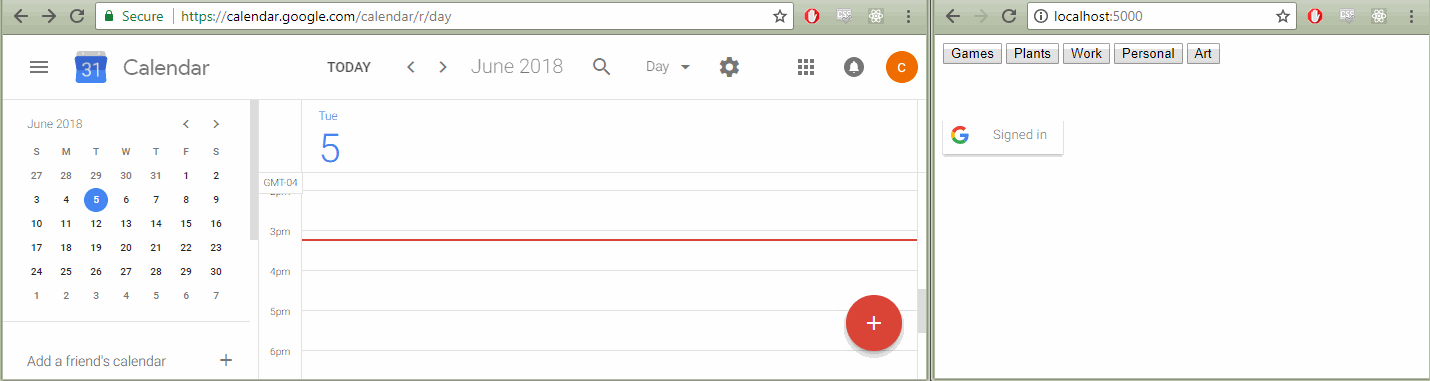 Secure https://calendar.google.com/calendar/r/day
31 Calendar TODAY June 2018 Day C
June 2018
S M T W T F S
27 28 29 30 31 1 2
3 4 5 6 7 8 9
10 11 12 13 14 15 16
17 18 19 20 21 22 23
24 25 26 27 28 29 30
1 2 3 4 5 6 7
Add a friend's calendar +
Tue
5
GMT-04
3pm
4pm
5pm
6pm
+
localhost:5000
Games Plants Work Personal Art
G Signed in